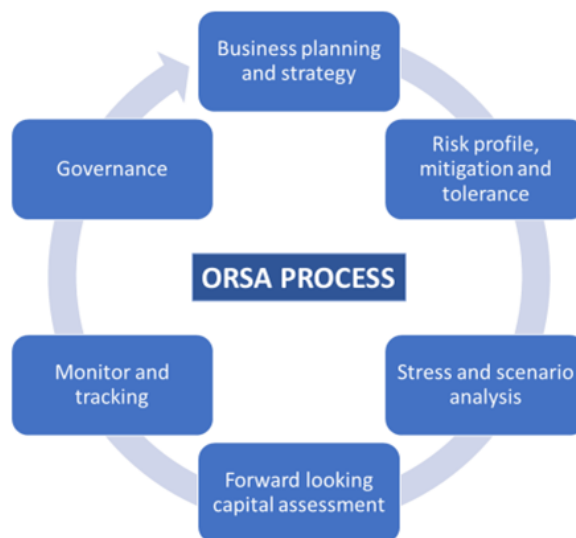 Business planning
and strategy
Risk profile,
mitigation and
tolerance
Stress and scenario
analysis
Forward looking
capital assessment
Monitor and
tracking
Governance
ORSA PROCESS